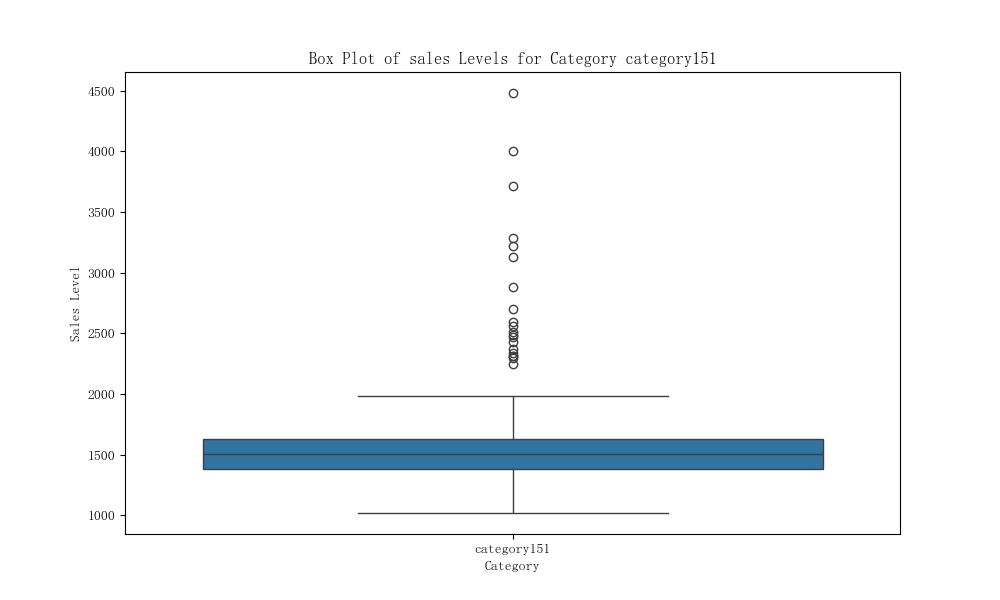 Box Plot of sales Levels for Category category151
4500
4000
3500
3000
2500
2000
1500
1000
Sales Level
category151
Category